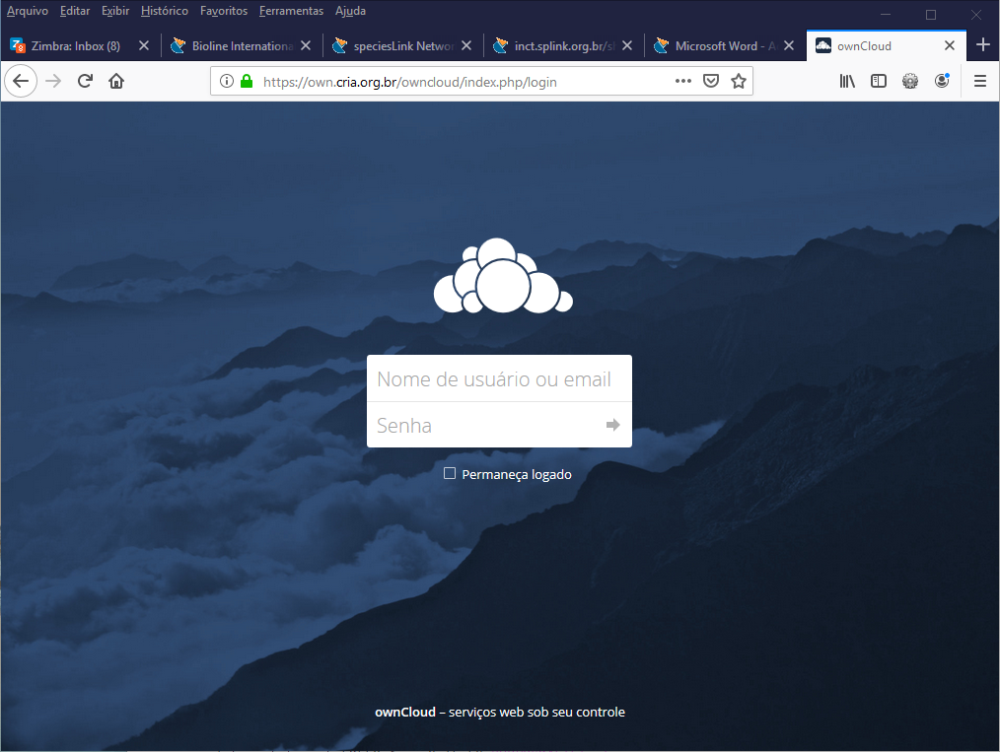 Arquivo Editar Exibir Histórico Favoritos Ferramentas Ajuda
Zimbra: Inbox (8) Bioline Internationa speciesLink Netwo inct.splink.org.br/ Microsoft Word - ownCloud
https://own.cria.org.br/owncloud/index.php/login
Nome de usuário ou email
Senha
Permaneça logado
ownCloud – serviços web sob seu controle